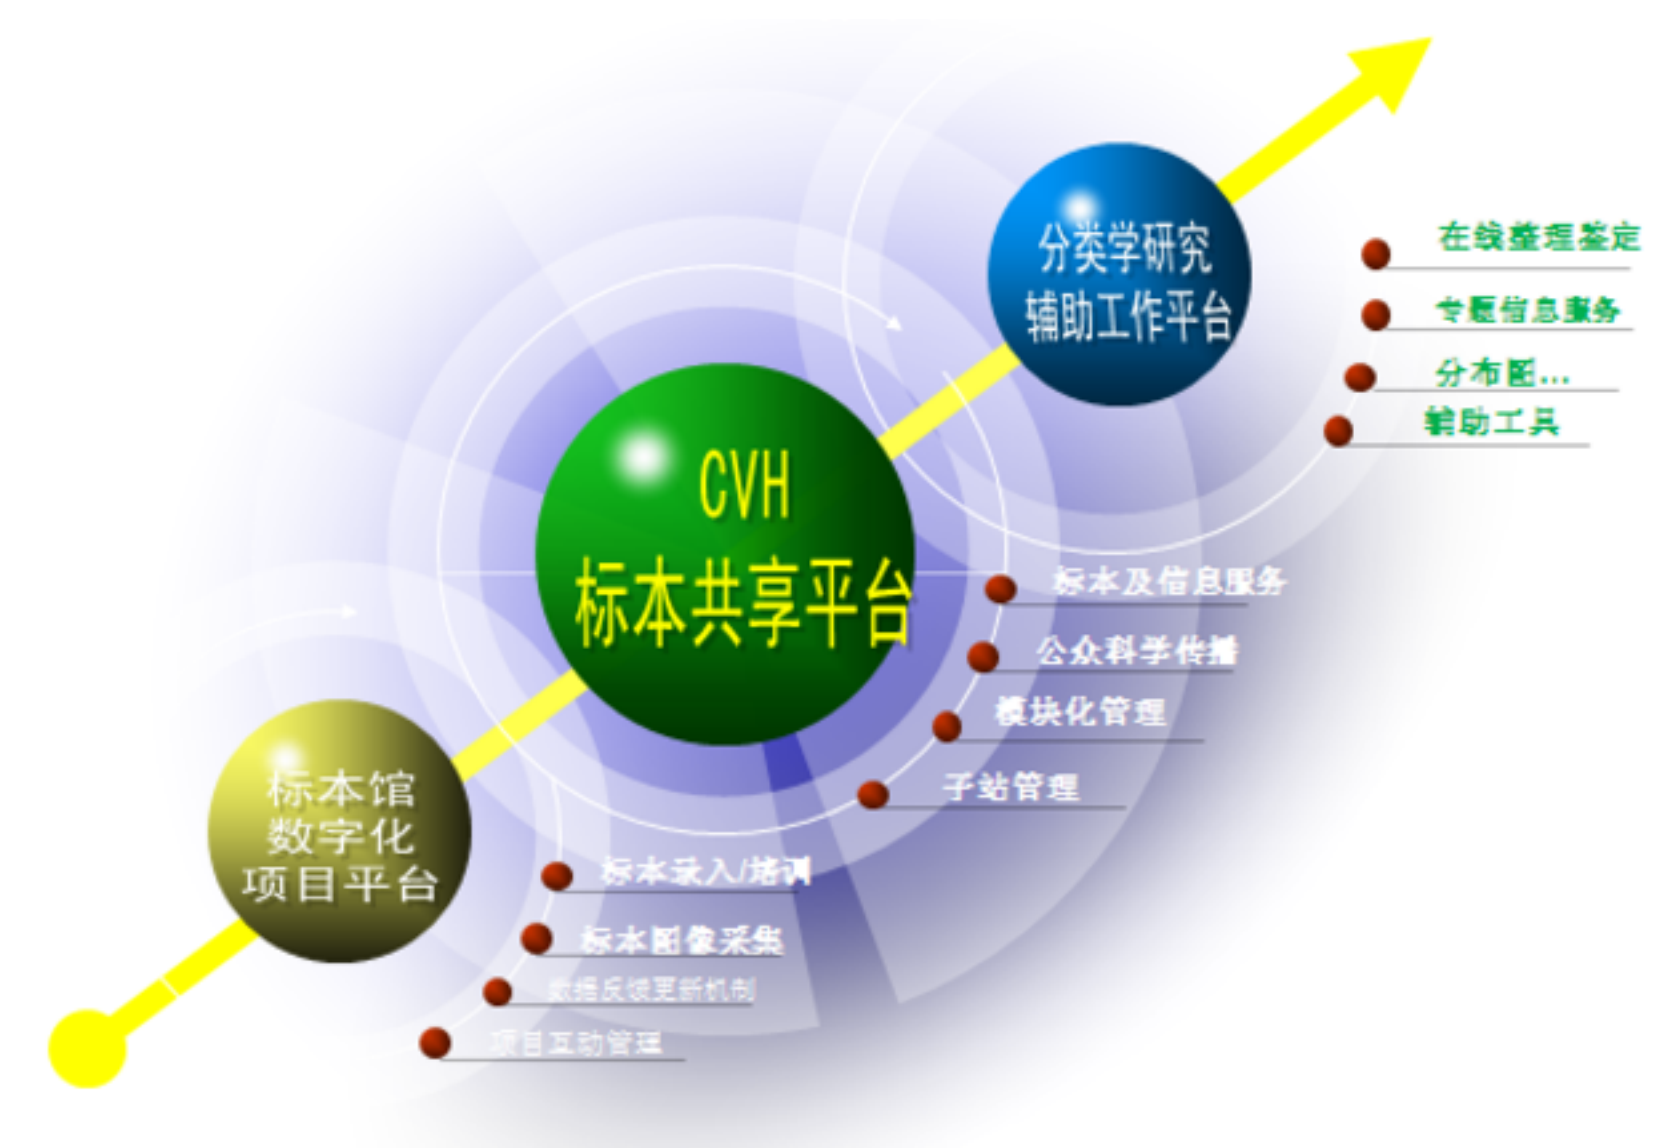 分类学研究
辅助工作平台
在线整理鉴定
专题信息服务
分布图...
辅助工具
CVH
标本共享平台
标本及信息服务
公众科学传播
模块化管理
子站管理
标本馆
数字化
项目平台
标本录入/培训
标本图像采集
数据反馈更新机制
项目互动管理